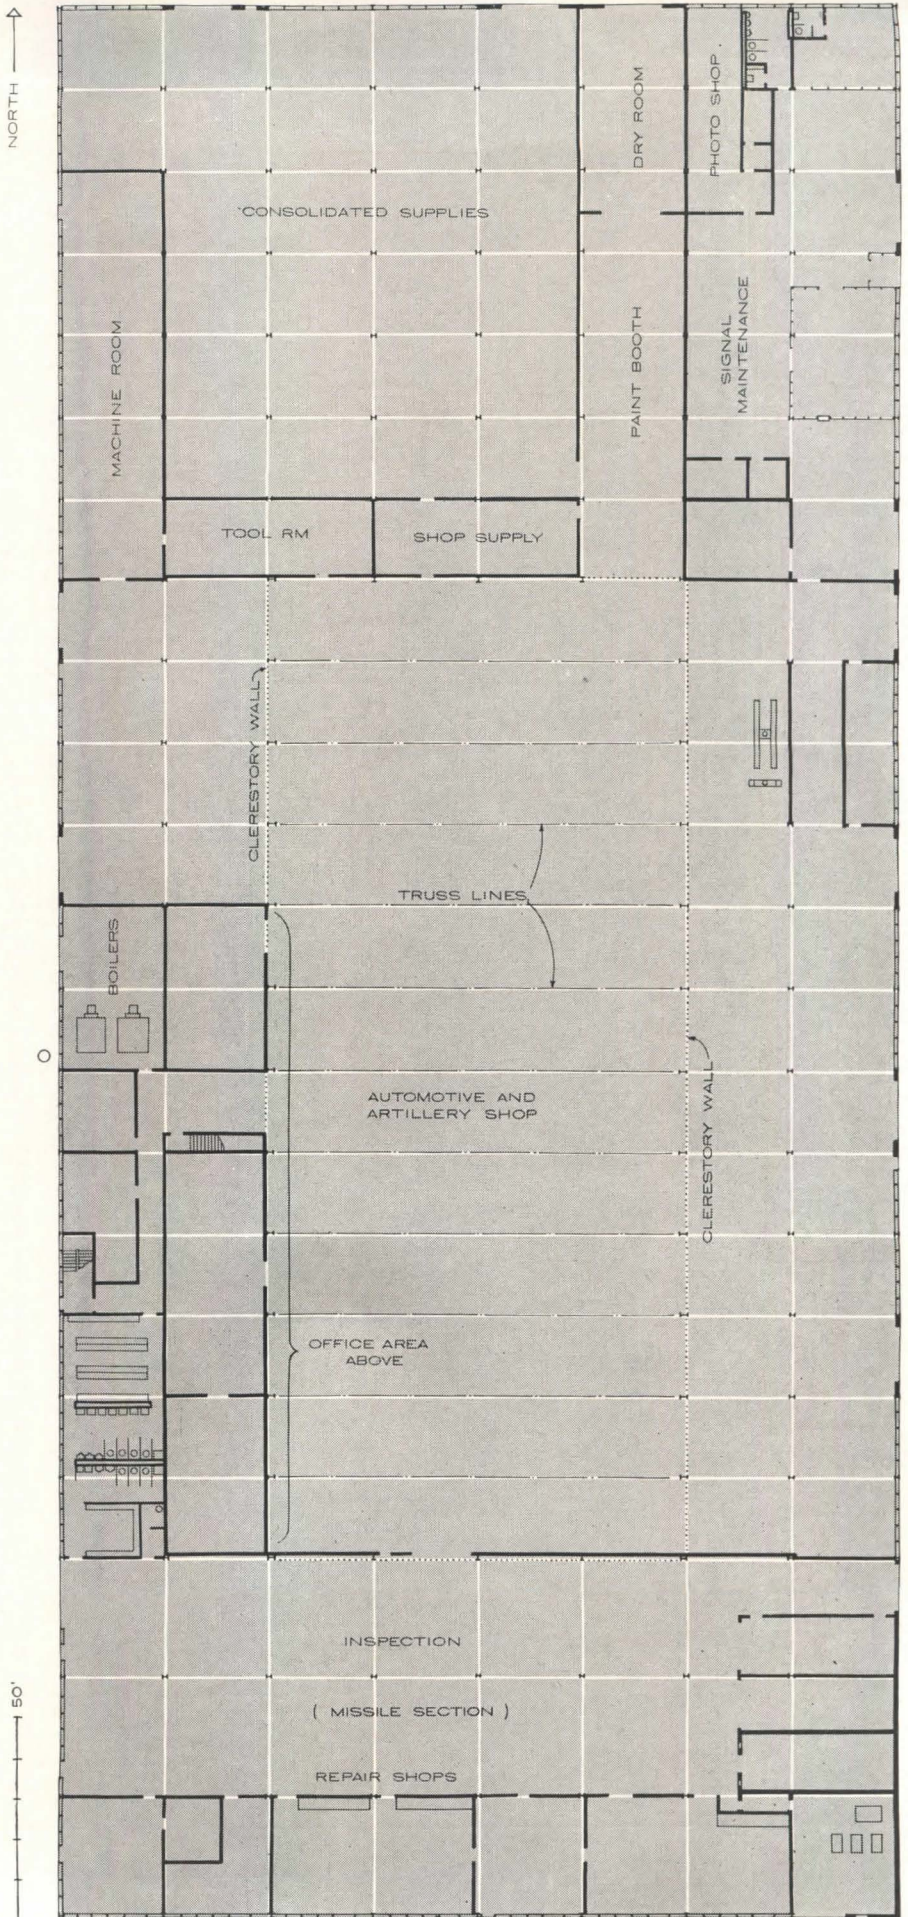 NORTH
DRY ROOM
PHOTO SHOP
CONSOLIDATED SUPPLIES
MACHINE ROOM
PAINT BOOTH
SIGNAL
MAINTENANCE
TOOL RM
SHOP SUPPLY
CLERESTORY WALL
TRUSS LINES
BOILERS
AUTOMOTIVE AND
ARTILLERY SHOP
CLERESTORY WALL
OFFICE AREA
ABOVE
INSPECTION
( MISSILE SECTION )
REPAIR SHOPS
50'